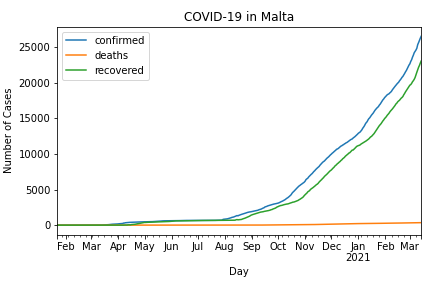 COVID-19 in Malta
confirmed
deaths
recovered
Number of Cases
25000
20000
15000
10000
5000
0
Feb Mar Apr May Jun Jul Aug Sep Oct Nov Dec Jan Feb Mar
2021
Day